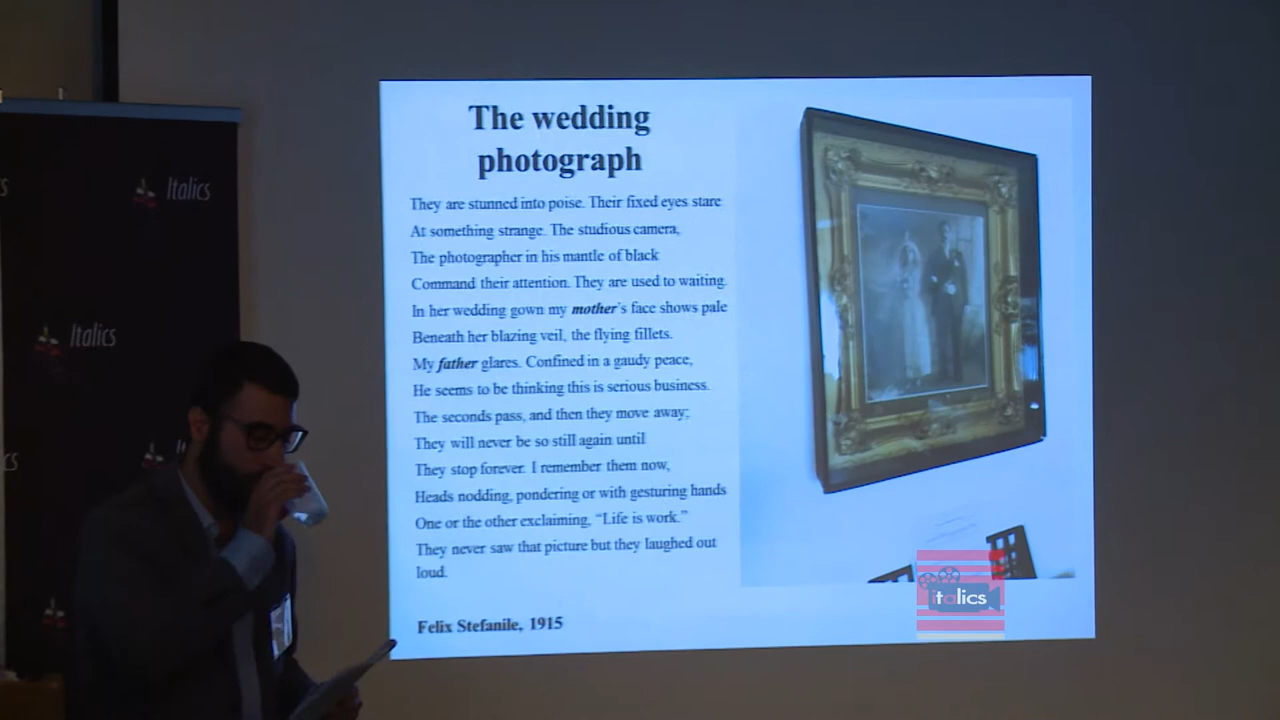 The wedding
photograph
They are stunned into poise. Their fixed eyes stare
At something strange. The studious camera,
The photographer in his mantle of black
Command their attention. They are used to waiting.
In her wedding gown my mother's face shows pale
Beneath her blazing veil, the flying fillets.
My father glares. Confined in a gaudy peace,
He seems to be thinking this is serious business.
The seconds pass, and then they move away;
They will never be so still again until
They stop forever. I remember them now,
Heads nodding, pondering or with gesturing hands
One or the other exclaiming, “Life is work.”
They never saw that picture but they laughed out
loud.
Felix Stefanile, 1915
Italics
Italics
italics